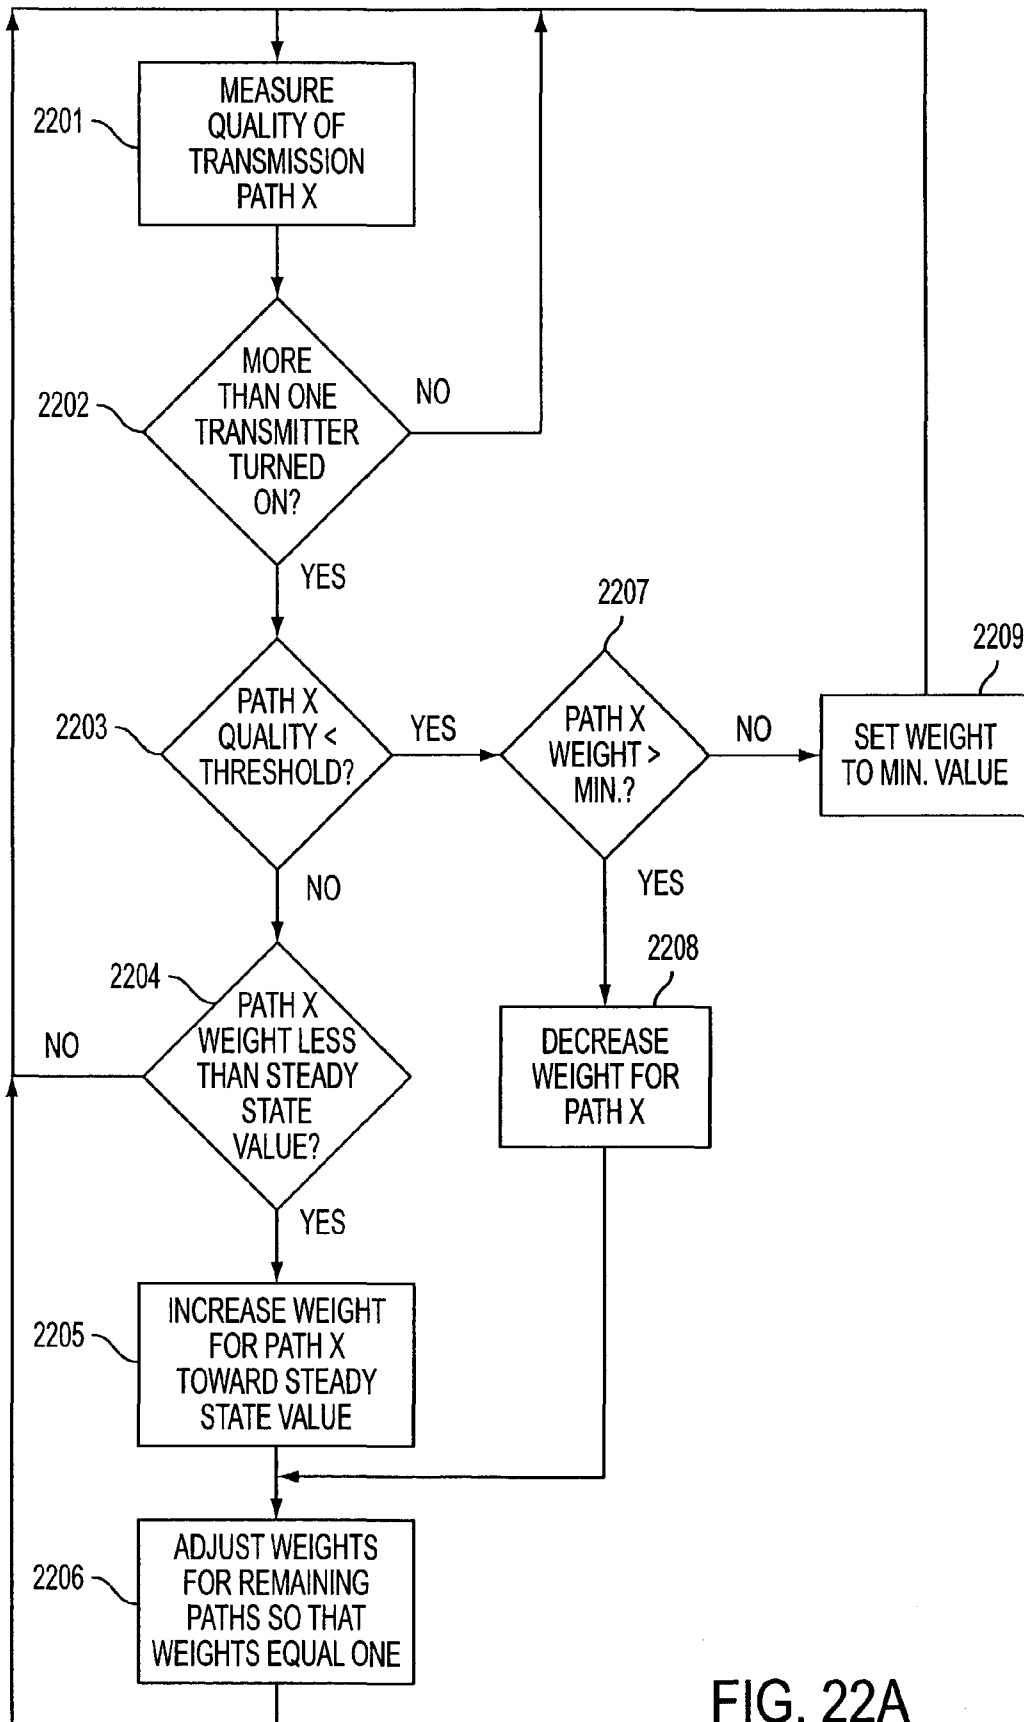 2201
MEASURE
QUALITY OF
TRANSMISSION
PATH X
2202
MORE
THAN ONE
TRANSMITTER
TURNED
ON?
NO
YES
2203
PATH X
QUALITY <
THRESHOLD?
YES
NO
2207
PATH X
WEIGHT >
MIN.?
NO
YES
2209
SET WEIGHT
TO MIN. VALUE
2204
PATH X
WEIGHT LESS
THAN STEADY
STATE
VALUE?
NO
YES
2208
DECREASE
WEIGHT FOR
PATH X
2205
INCREASE WEIGHT
FOR PATH X
TOWARD STEADY
STATE VALUE
2206
ADJUST WEIGHTS
FOR REMAINING
PATHS SO THAT
WEIGHTS EQUAL ONE
FIG. 22A